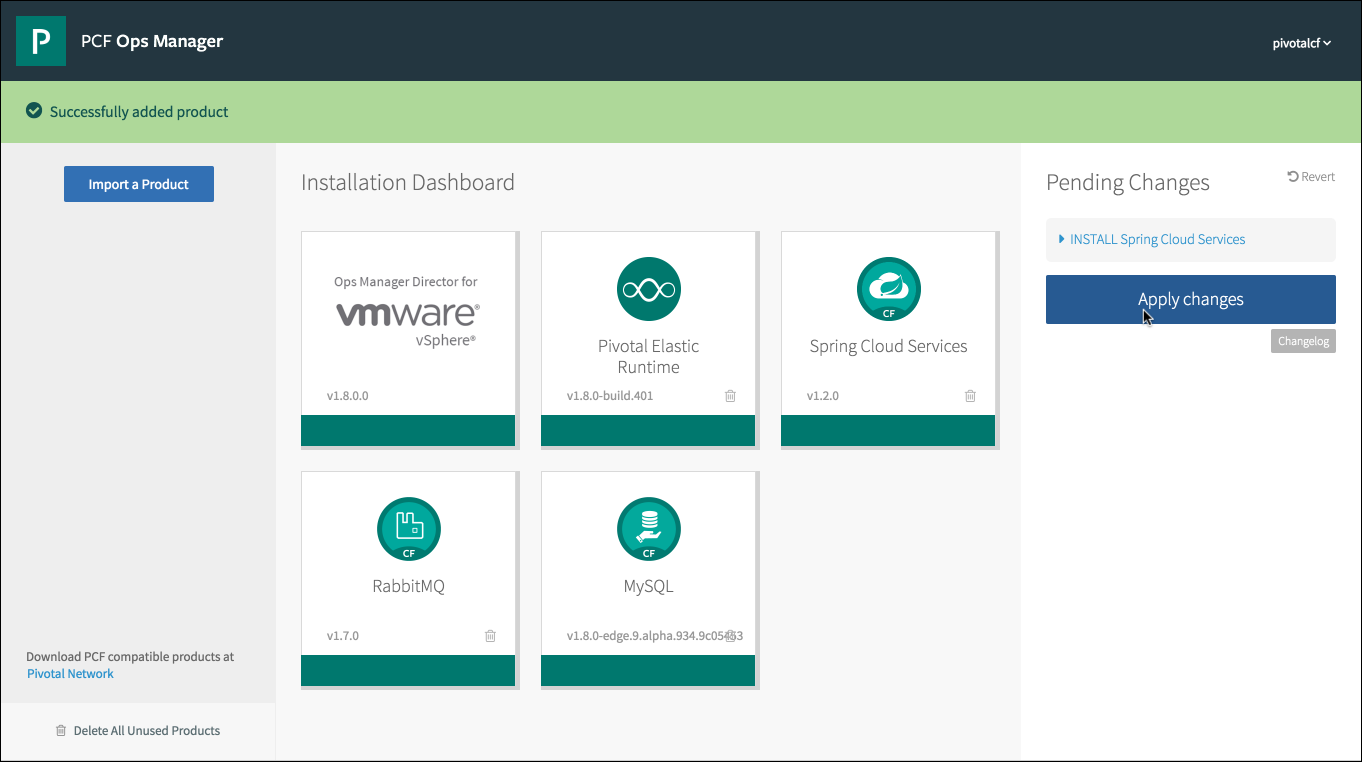 P
PCF Ops Manager
pivotalcf
Successfully added product
Import a Product
Download PCF compatible products at
Pivotal Network
Delete All Unused Products
Installation Dashboard
Ops Manager Director for
vmware®
vSphere®
v1.8.0.0
Pivotal Elastic
Runtime
v1.8.0-build.401
CF
Spring Cloud Services
v1.2.0
CF
RabbitMQ
v1.7.0
CF
MySQL
v1.8.0-edge.9.alpha.934.9c05463
Pending Changes
Revert
INSTALL Spring Cloud Services
Apply changes
Changelog